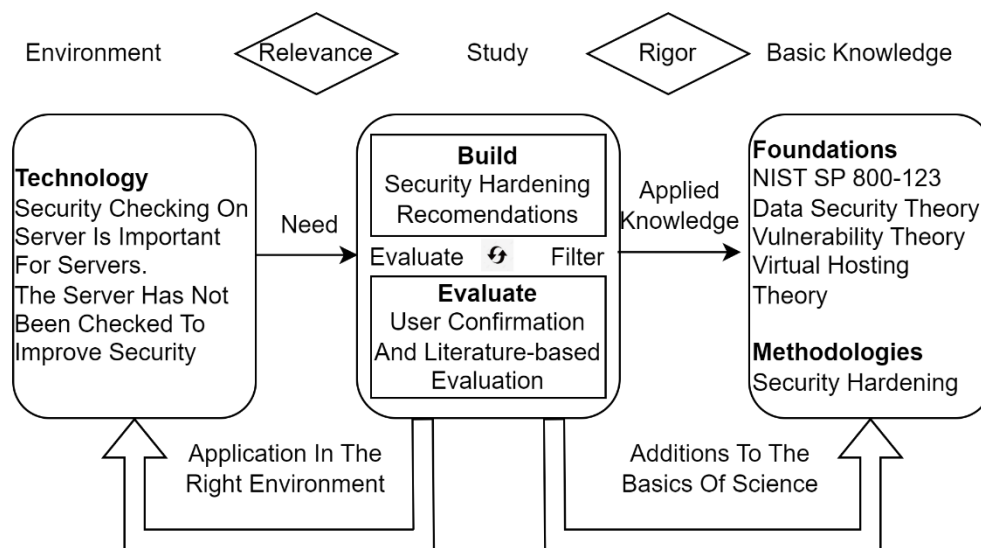 Environment
Relevance
Study
Rigor
Basic Knowledge
Technology
Security Checking On
Server Is Important
For Servers.
The Server Has Not
Been Checked To
Improve Security
Need
Build
Security Hardening
Recomendations
Evaluate
Filter
Evaluate
User Confirmation
And Literature-based
Evaluation
Applied
Knowledge
Foundations
NIST SP 800-123
Data Security Theory
Vulnerability Theory
Virtual Hosting
Theory
Methodologies
Security Hardening
Application In The
Right Environment
Additions To The
Basics Of Science